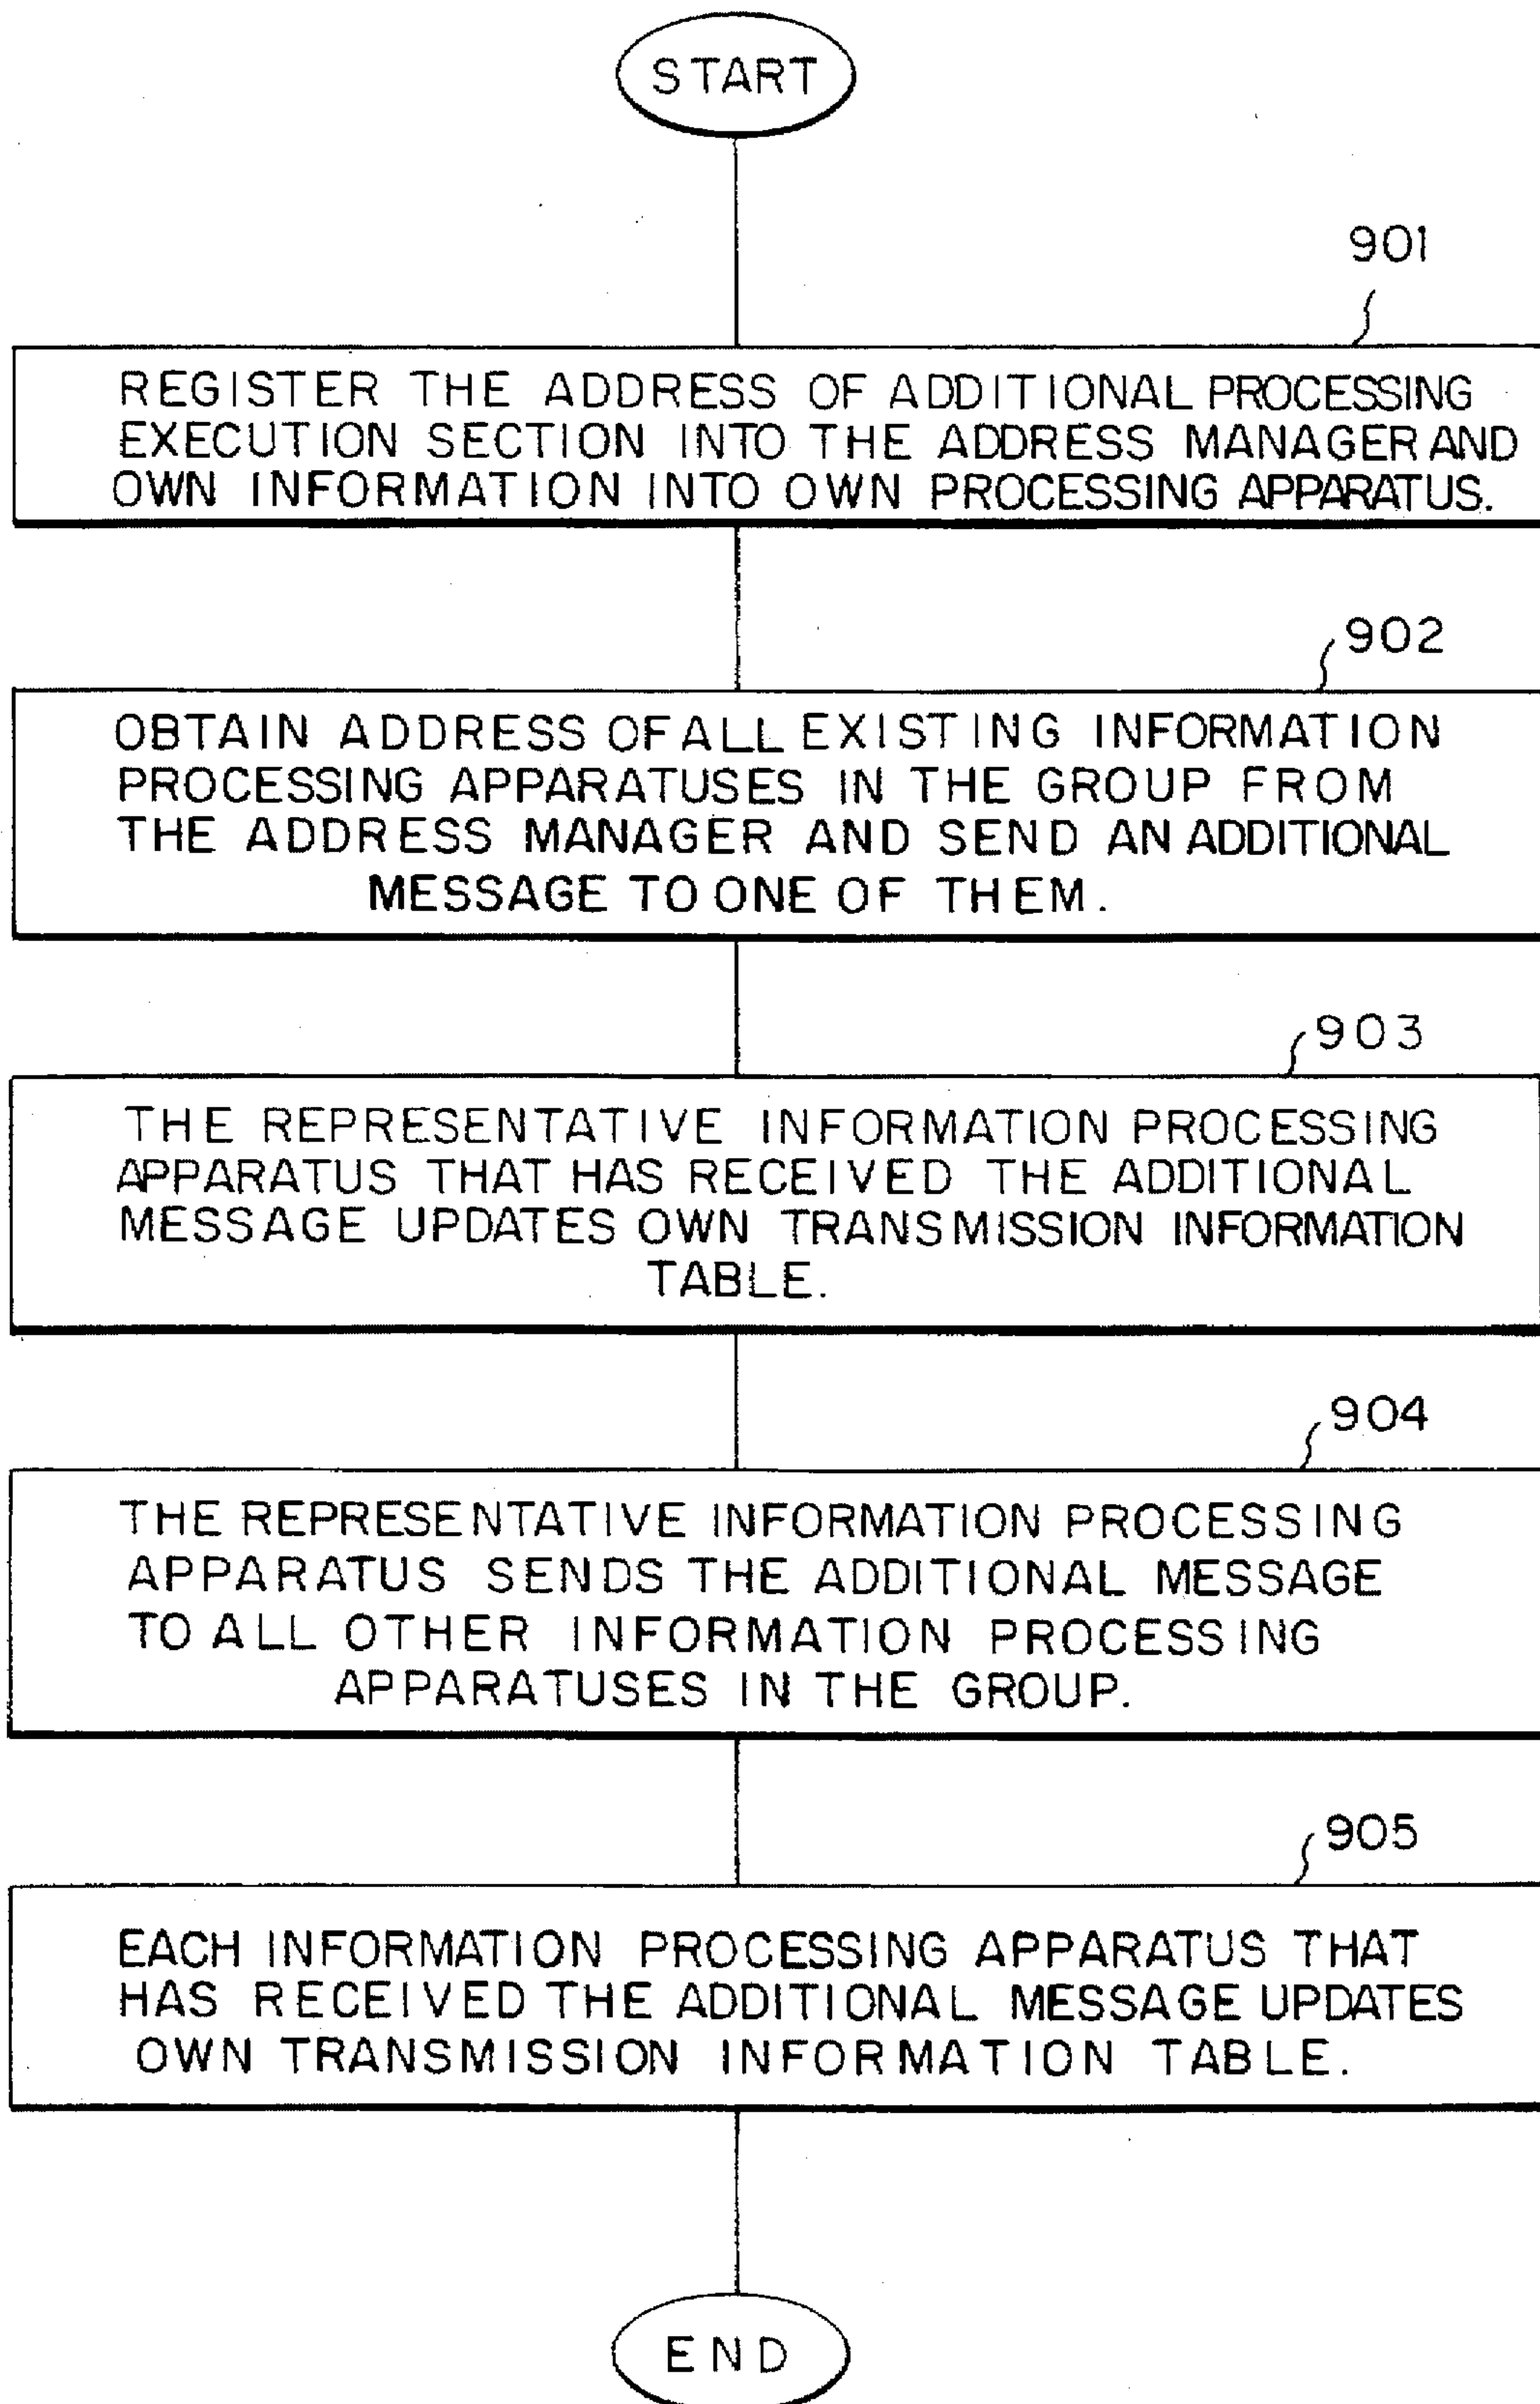 START
901
REGISTER THE ADDRESS OF ADDITIONAL PROCESSING
EXECUTION SECTION INTO THE ADDRESS MANAGER AND
OWN INFORMATION INTO OWN PROCESSING APPARATUS.
902
OBTAIN ADDRESS OF ALL EXISTING INFORMATION
PROCESSING APPARATUSES IN THE GROUP FROM
THE ADDRESS MANAGER AND SEND AN ADDITIONAL
MESSAGE TO ONE OF THEM.
903
THE REPRESENTATIVE INFORMATION PROCESSING
APPARATUS THAT HAS RECEIVED THE ADDITIONAL
MESSAGE UPDATES OWN TRANSMISSION INFORMATION
TABLE.
904
THE REPRESENTATIVE INFORMATION PROCESSING
APPARATUS SENDS THE ADDITIONAL MESSAGE
TO ALL OTHER INFORMATION PROCESSING
APPARATUSES IN THE GROUP.
905
EACH INFORMATION PROCESSING APPARATUS THAT
HAS RECEIVED THE ADDITIONAL MESSAGE UPDATES
OWN TRANSMISSION INFORMATION TABLE.
END